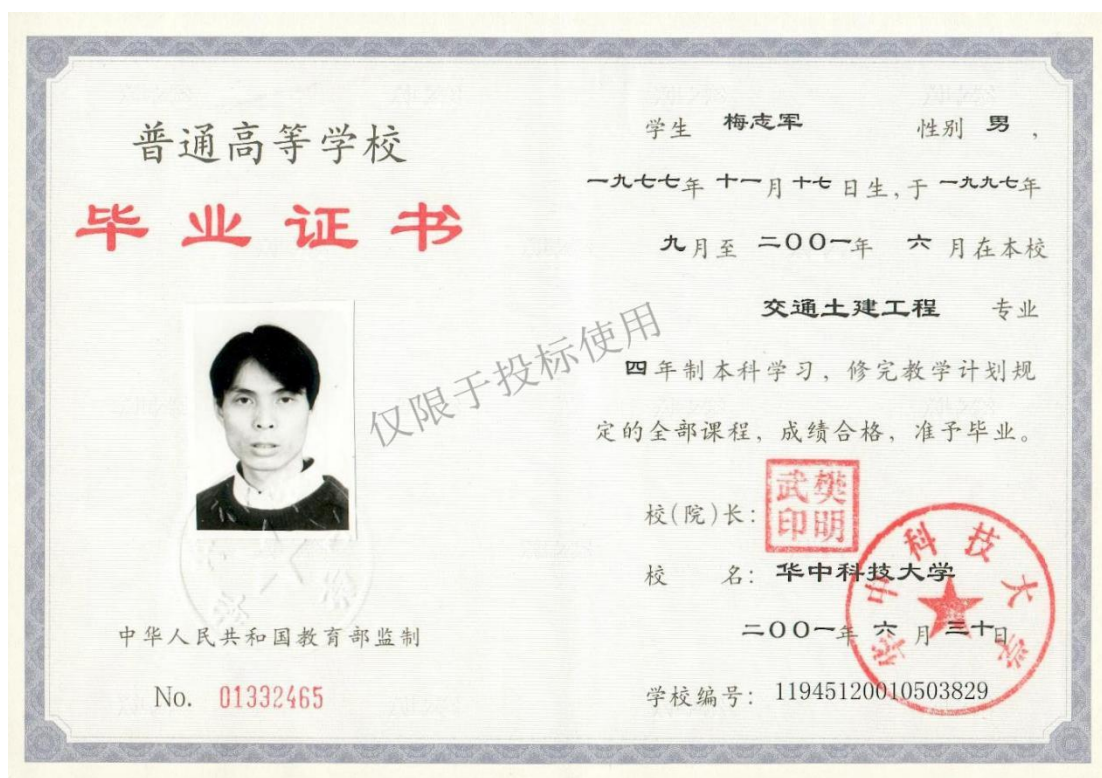 普通高等学校
毕业证书
中华人民共和国教育部监制
No. 01332465
学生 梅志军 性别 男 ，
一九七七年 十一月 十七 日生，于 一九九七年
九月至 二〇〇一年 六 月在本校
交通土建工程 专业
四年制本科学习，修完教学计划规
定的全部课程，成绩合格，准予毕业。
校(院)长：
樊明武印
校 名：华中科技大学
二〇〇一年 六 月 三十日
学校编号：11945120010503829
华中科技大学
仅限于投标使用